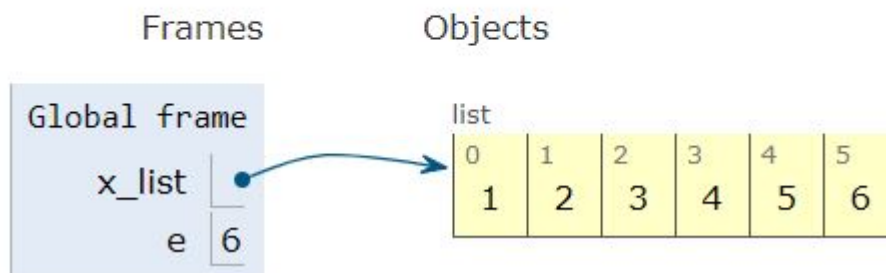 Frames Objects
Global frame
list
0 1 2 3 4 5
x_list 1 2 3 4 5 6
e 6